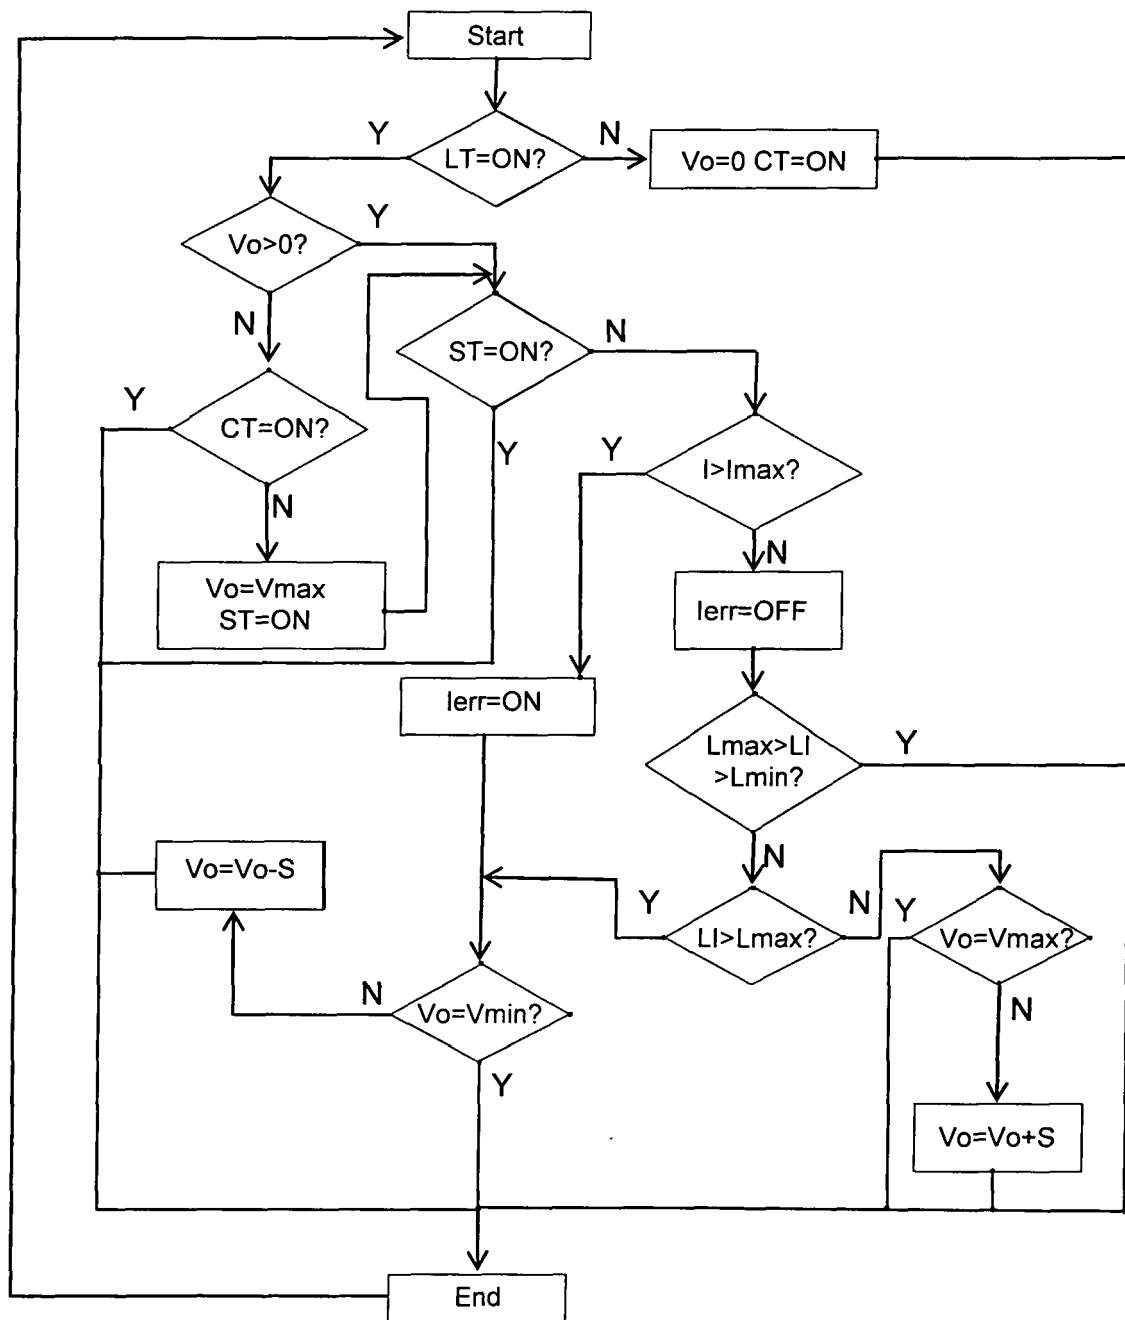 Start
Y
N
LT=ON?
Vo=0 CT=ON
Y
Vo>0?
N
ST=ON?
N
Y
CT=ON?
Y
Y
I>Imax?
N
N
Vo=Vmax
ST=ON
Ierr=OFF
Ierr=ON
Lmax>LI
>Lmin?
Y
N
Vo=Vo-S
Y
N
Y
LI>Lmax?
Vo=Vmax?
N
Vo=Vmin?
N
Y
Vo=Vo+S
End